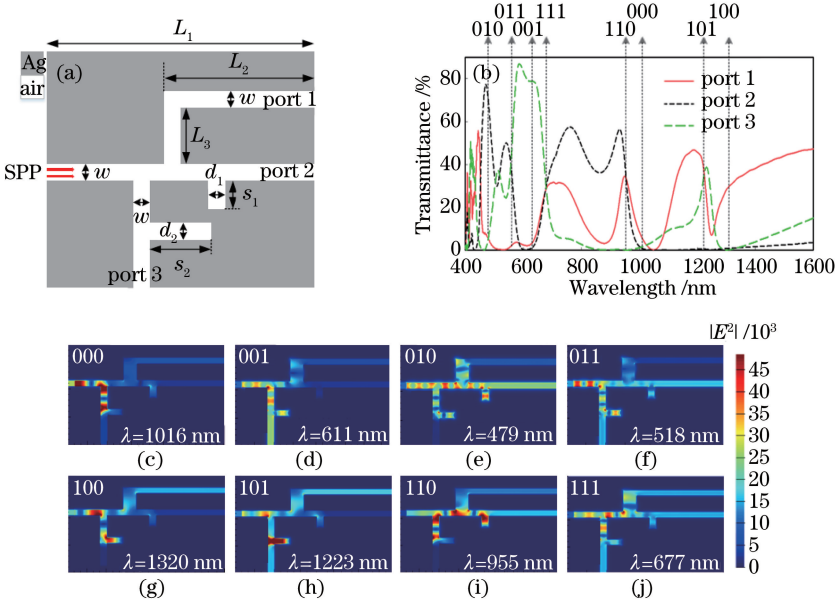 L1
Ag
air
(a)
L2
w
port 1
L3
SPP
w
port 2
d1
s1
w
d2
s2
port 3
011
000
100
010
001
111
110
101
(b)
port 1
port 2
port 3
Transmittance /%
80
60
40
20
0
400
600
800
1000
1200
1400
1600
Wavelength /nm
|E²| /10³
000
λ=1016 nm
(c)
001
λ=611 nm
(d)
010
λ=479 nm
(e)
011
λ=518 nm
(f)
100
λ=1320 nm
(g)
101
λ=1223 nm
(h)
110
λ=955 nm
(i)
111
λ=677 nm
(j)
45
40
35
30
25
20
15
10
5
0